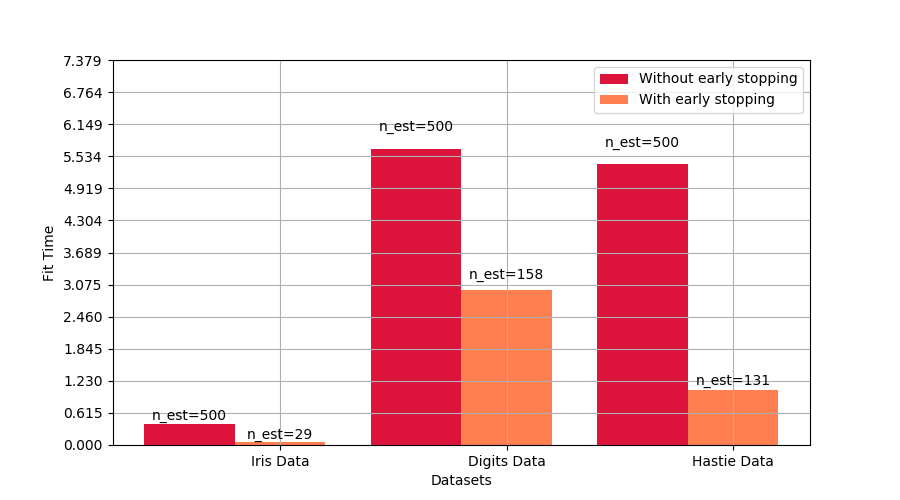 7.379
6.764
6.149
5.534
4.919
4.304
3.689
3.075
2.460
1.845
1.230
0.615
0.000
Fit Time
Without early stopping
With early stopping
n_est=500
n_est=500
n_est=158
n_est=131
n_est=500
n_est=29
Iris Data
Digits Data
Hastie Data
Datasets